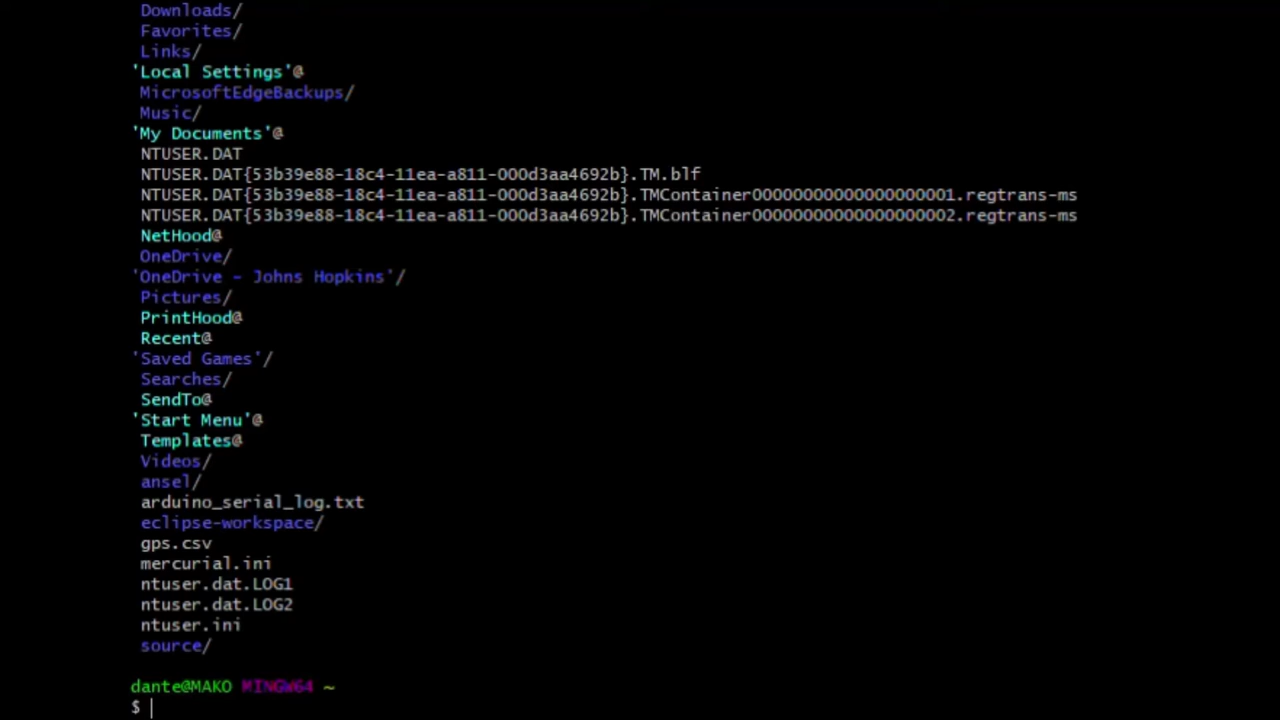 Downloads/
Favorites/
Links/
'Local Settings'@
MicrosoftEdgeBackups/
Music/
'My Documents'@
NTUSER.DAT
NTUSER.DAT{53b39e88-18c4-11ea-a811-000d3aa4692b}.TM.blf
NTUSER.DAT{53b39e88-18c4-11ea-a811-000d3aa4692b}.TMContainer00000000000000000001.regtrans-ms
NTUSER.DAT{53b39e88-18c4-11ea-a811-000d3aa4692b}.TMContainer00000000000000000002.regtrans-ms
NetHood@
OneDrive/
'OneDrive - Johns Hopkins'/
Pictures/
PrintHood@
Recent@
'Saved Games'/
Searches/
SendTo@
'Start Menu'@
Templates@
Videos/
ansel/
arduino_serial_log.txt
eclipse-workspace/
gps.csv
mercurial.ini
ntuser.dat.LOG1
ntuser.dat.LOG2
ntuser.ini
source/
dante@MAKO MINGW64 ~
$